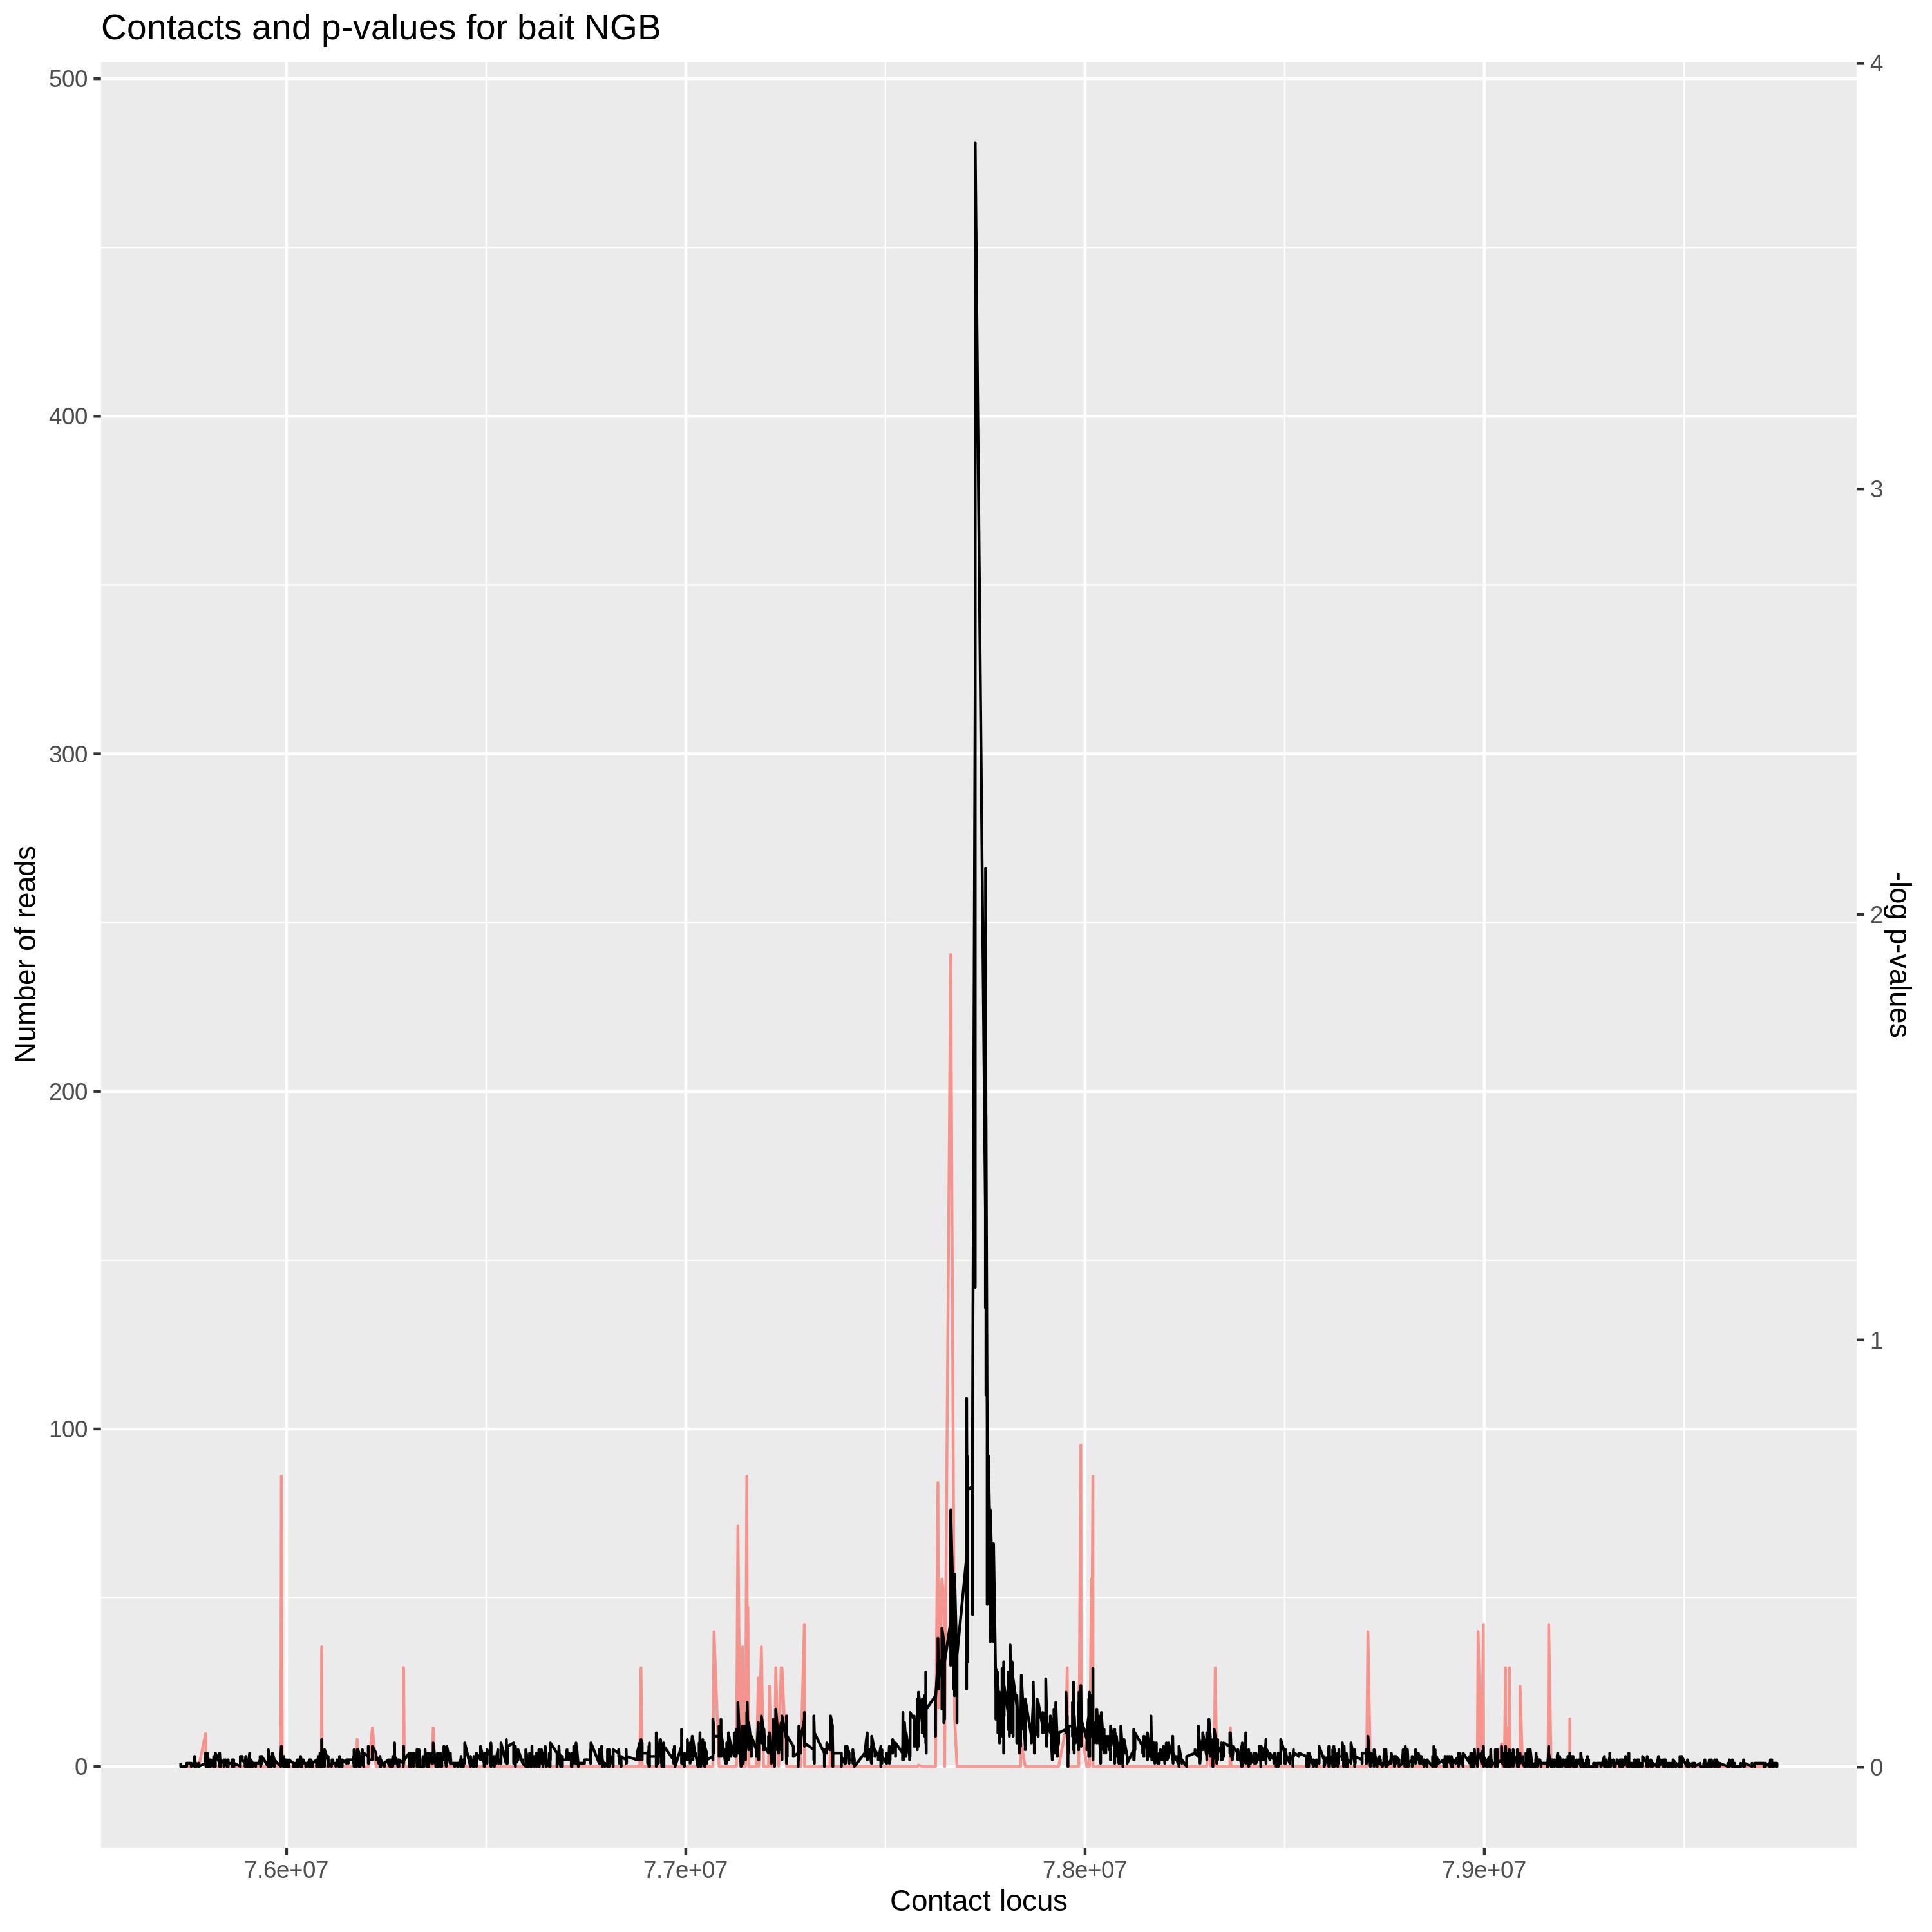 Contacts and p-values for bait NGB
500
400
300
200
100
0
Number of reads
4
3
2
1
0
-log p-values
7.6e+07
7.7e+07
7.8e+07
7.9e+07
Contact locus